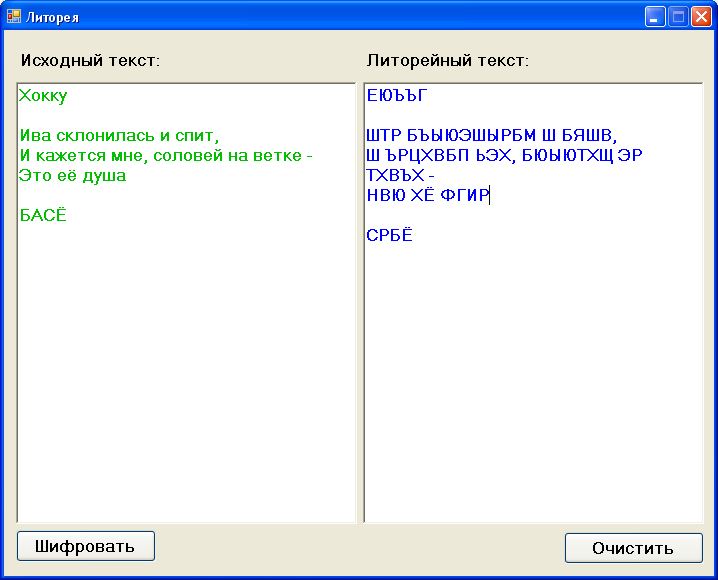 Литорея
Исходный текст:
Хокку
Ива склонилась и спит,
И кажется мне, соловей на ветке -
Это её душа
БАСЁ
Литорейный текст:
ЕЮЪЪГ
ШТР БЪЫЮЭШЫРБМ Ш БЯШВ,
Ш ЪРЦХВБП ЬЭХ, БЮЫЮТХЩ ЭР
ТХВЪХ -
НВЮ ХЁ ФГИР
СРБЁ
Шифровать
Очистить